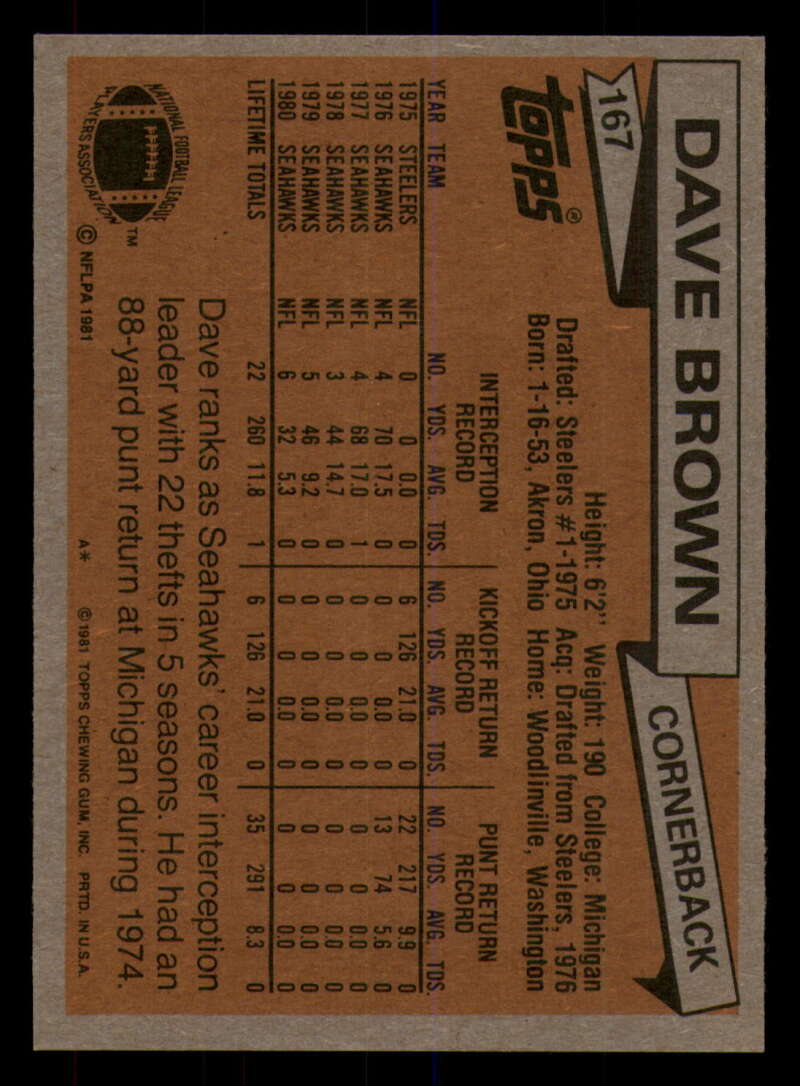 167
DAVE BROWN
CORNERBACK
topps®
Height: 6'2" Weight: 190 College: Michigan
Drafted: Steelers #1-1975 Acq: Drafted from Steelers, 1976
Born: 1-16-53, Akron, Ohio Home: Woodlinville, Washington
INTERCEPTION RECORD KICKOFF RETURN RECORD PUNT RETURN RECORD
YEAR TEAM NO. YDS. AVG. TDS. NO. YDS. AVG. TDS. NO. YDS. AVG. TDS.
1975 STEELERS NFL 0 0 0.0 0 6 126 21.0 0 22 217 9.9 0
1976 SEAHAWKS NFL 4 70 17.5 0 0 0 0.0 0 13 74 5.6 0
1977 SEAHAWKS NFL 4 68 17.0 1 0 0 0.0 0 0 0 0.0 0
1978 SEAHAWKS NFL 3 44 14.7 0 0 0 0.0 0 0 0 0.0 0
1979 SEAHAWKS NFL 5 46 9.2 0 0 0 0.0 0 0 0 0.0 0
1980 SEAHAWKS NFL 6 32 5.3 0 0 0 0.0 0 0 0 0.0 0
LIFETIME TOTALS 22 260 11.8 1 6 126 21.0 0 35 291 8.3 0
NATIONAL FOOTBALL LEAGUE
PLAYERS ASSOCIATION
TM
© NFLPA 1981
Dave ranks as Seahawks' career interception
leader with 22 thefts in 5 seasons. He had an
88-yard punt return at Michigan during 1974.
A* ©1981 TOPPS CHEWING GUM, INC. PRTD. IN U.S.A.